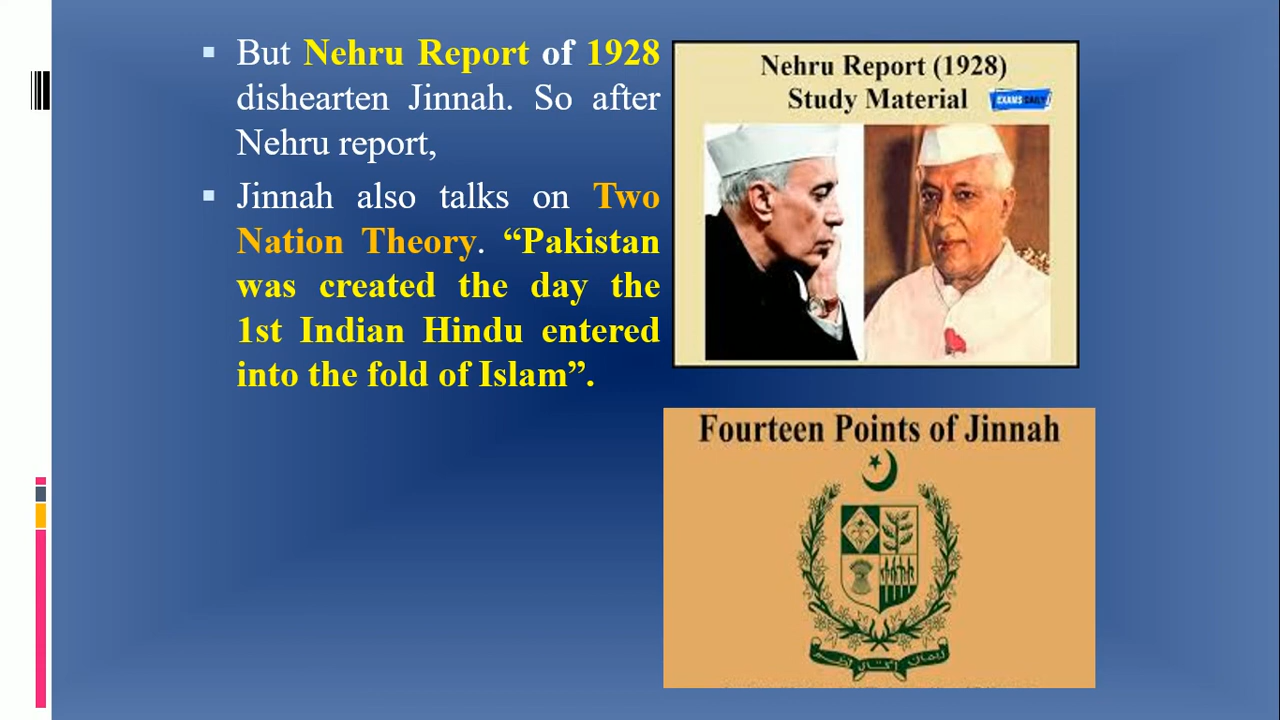 But Nehru Report of 1928
dishearten Jinnah. So after
Nehru report,
Jinnah also talks on Two
Nation Theory. “Pakistan
was created the day the
1st Indian Hindu entered
into the fold of Islam”.
Nehru Report (1928)
Study Material
EXAMS DAILY
Fourteen Points of Jinnah